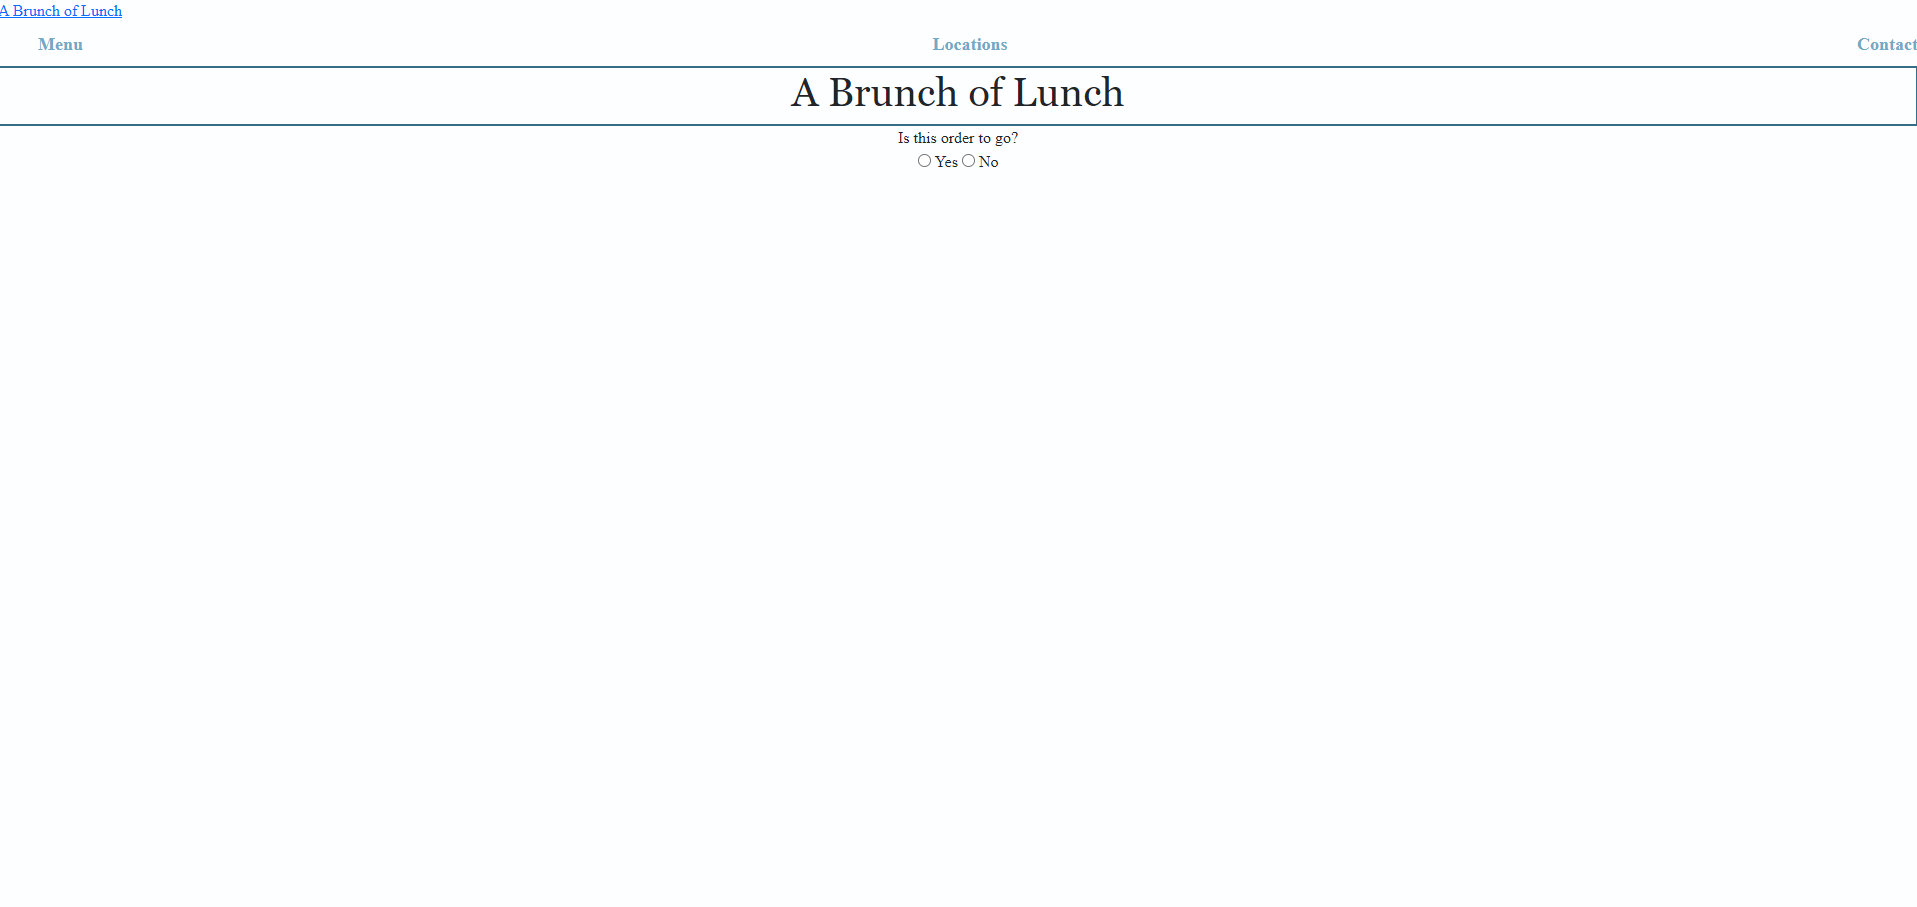 A Brunch of Lunch
Menu Locations Contact
A Brunch of Lunch
Is this order to go?
Yes No